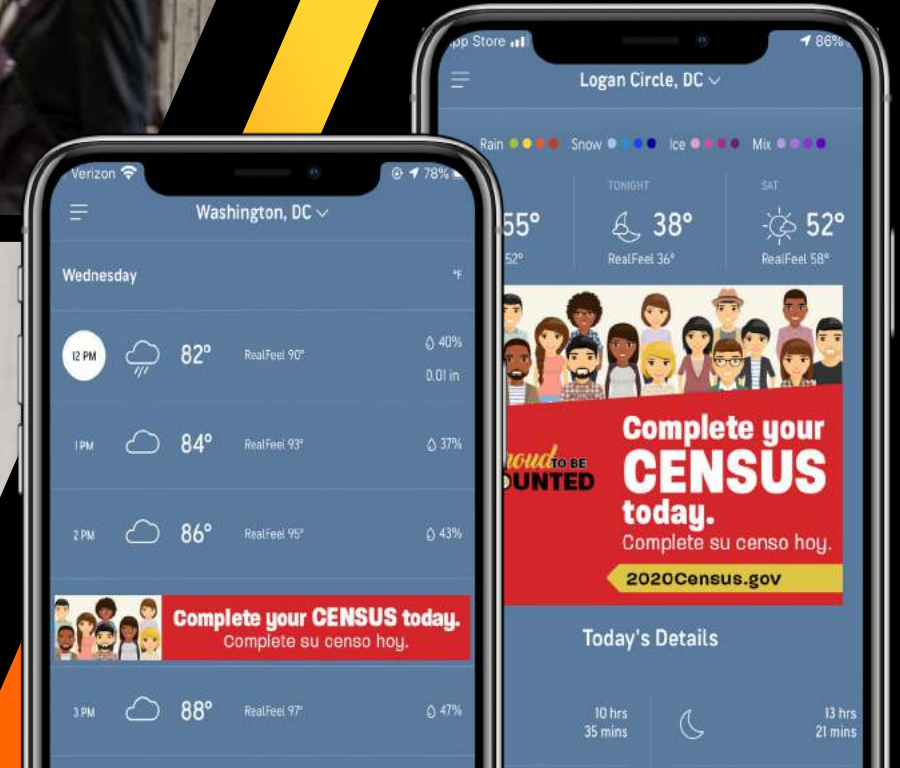 Verizon
78%
Washington, DC
Wednesday
°F
12 PM
82°
RealFeel 90°
40%
0.01 in
1 PM
84°
RealFeel 93°
37%
2 PM
86°
RealFeel 95°
43%
Complete your CENSUS today.
Complete su censo hoy.
3 PM
88°
RealFeel 97°
47%
App Store
86%
Logan Circle, DC
Rain Snow Ice Mix
TONIGHT
SAT
55°
38°
52°
52°
RealFeel 36°
RealFeel 58°
Complete your
CENSUS
today.
TO BE
Complete su censo hoy.
2020Census.gov
Today's Details
10 hrs
35 mins
13 hrs
21 mins